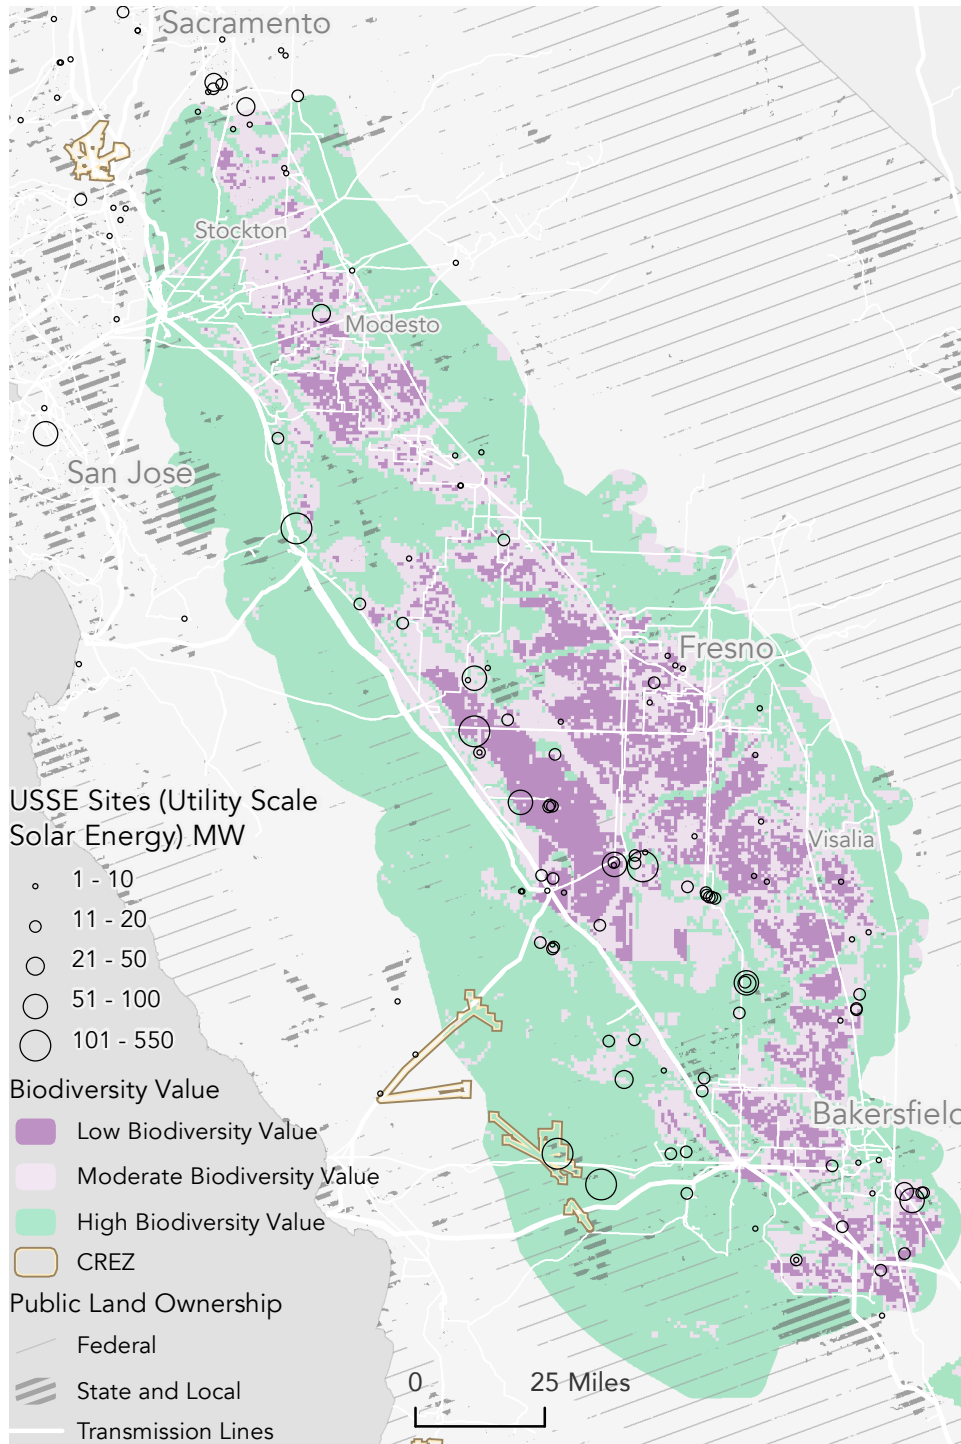 Sacramento
Stockton
Modesto
San Jose
Fresno
Visalia
Bakersfield
USSE Sites (Utility Scale
Solar Energy) MW
1 - 10
11 - 20
21 - 50
51 - 100
101 - 550
Biodiversity Value
Low Biodiversity Value
Moderate Biodiversity Value
High Biodiversity Value
CREZ
Public Land Ownership
Federal
State and Local
Transmission Lines
0 25 Miles